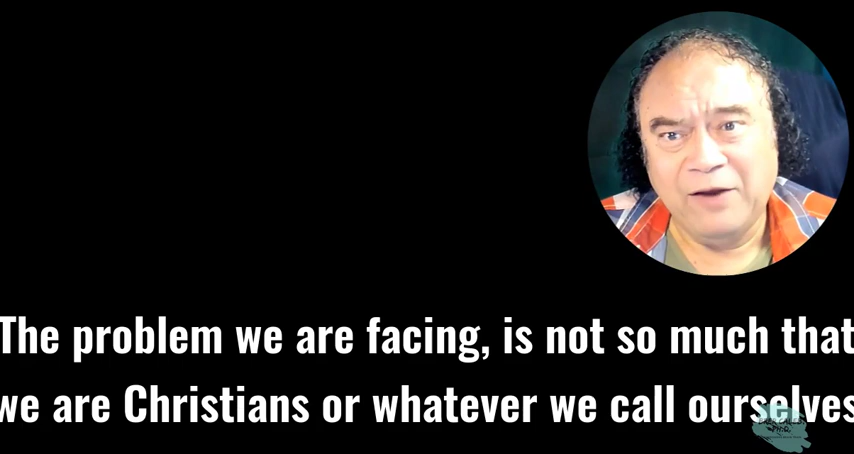 The problem we are facing, is not so much that
we are Christians or whatever we call ourselves